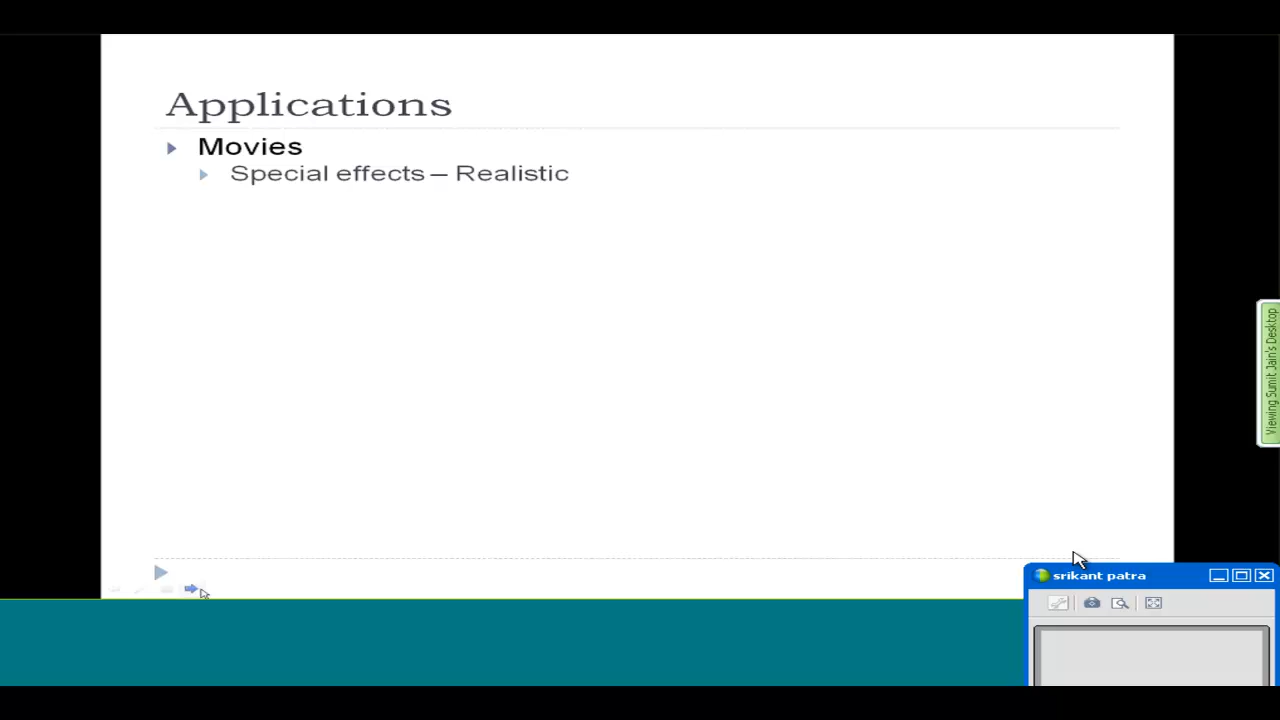 Applications
Movies
Special effects – Realistic
Viewing Sumit Jain's Desktop
srikant patra